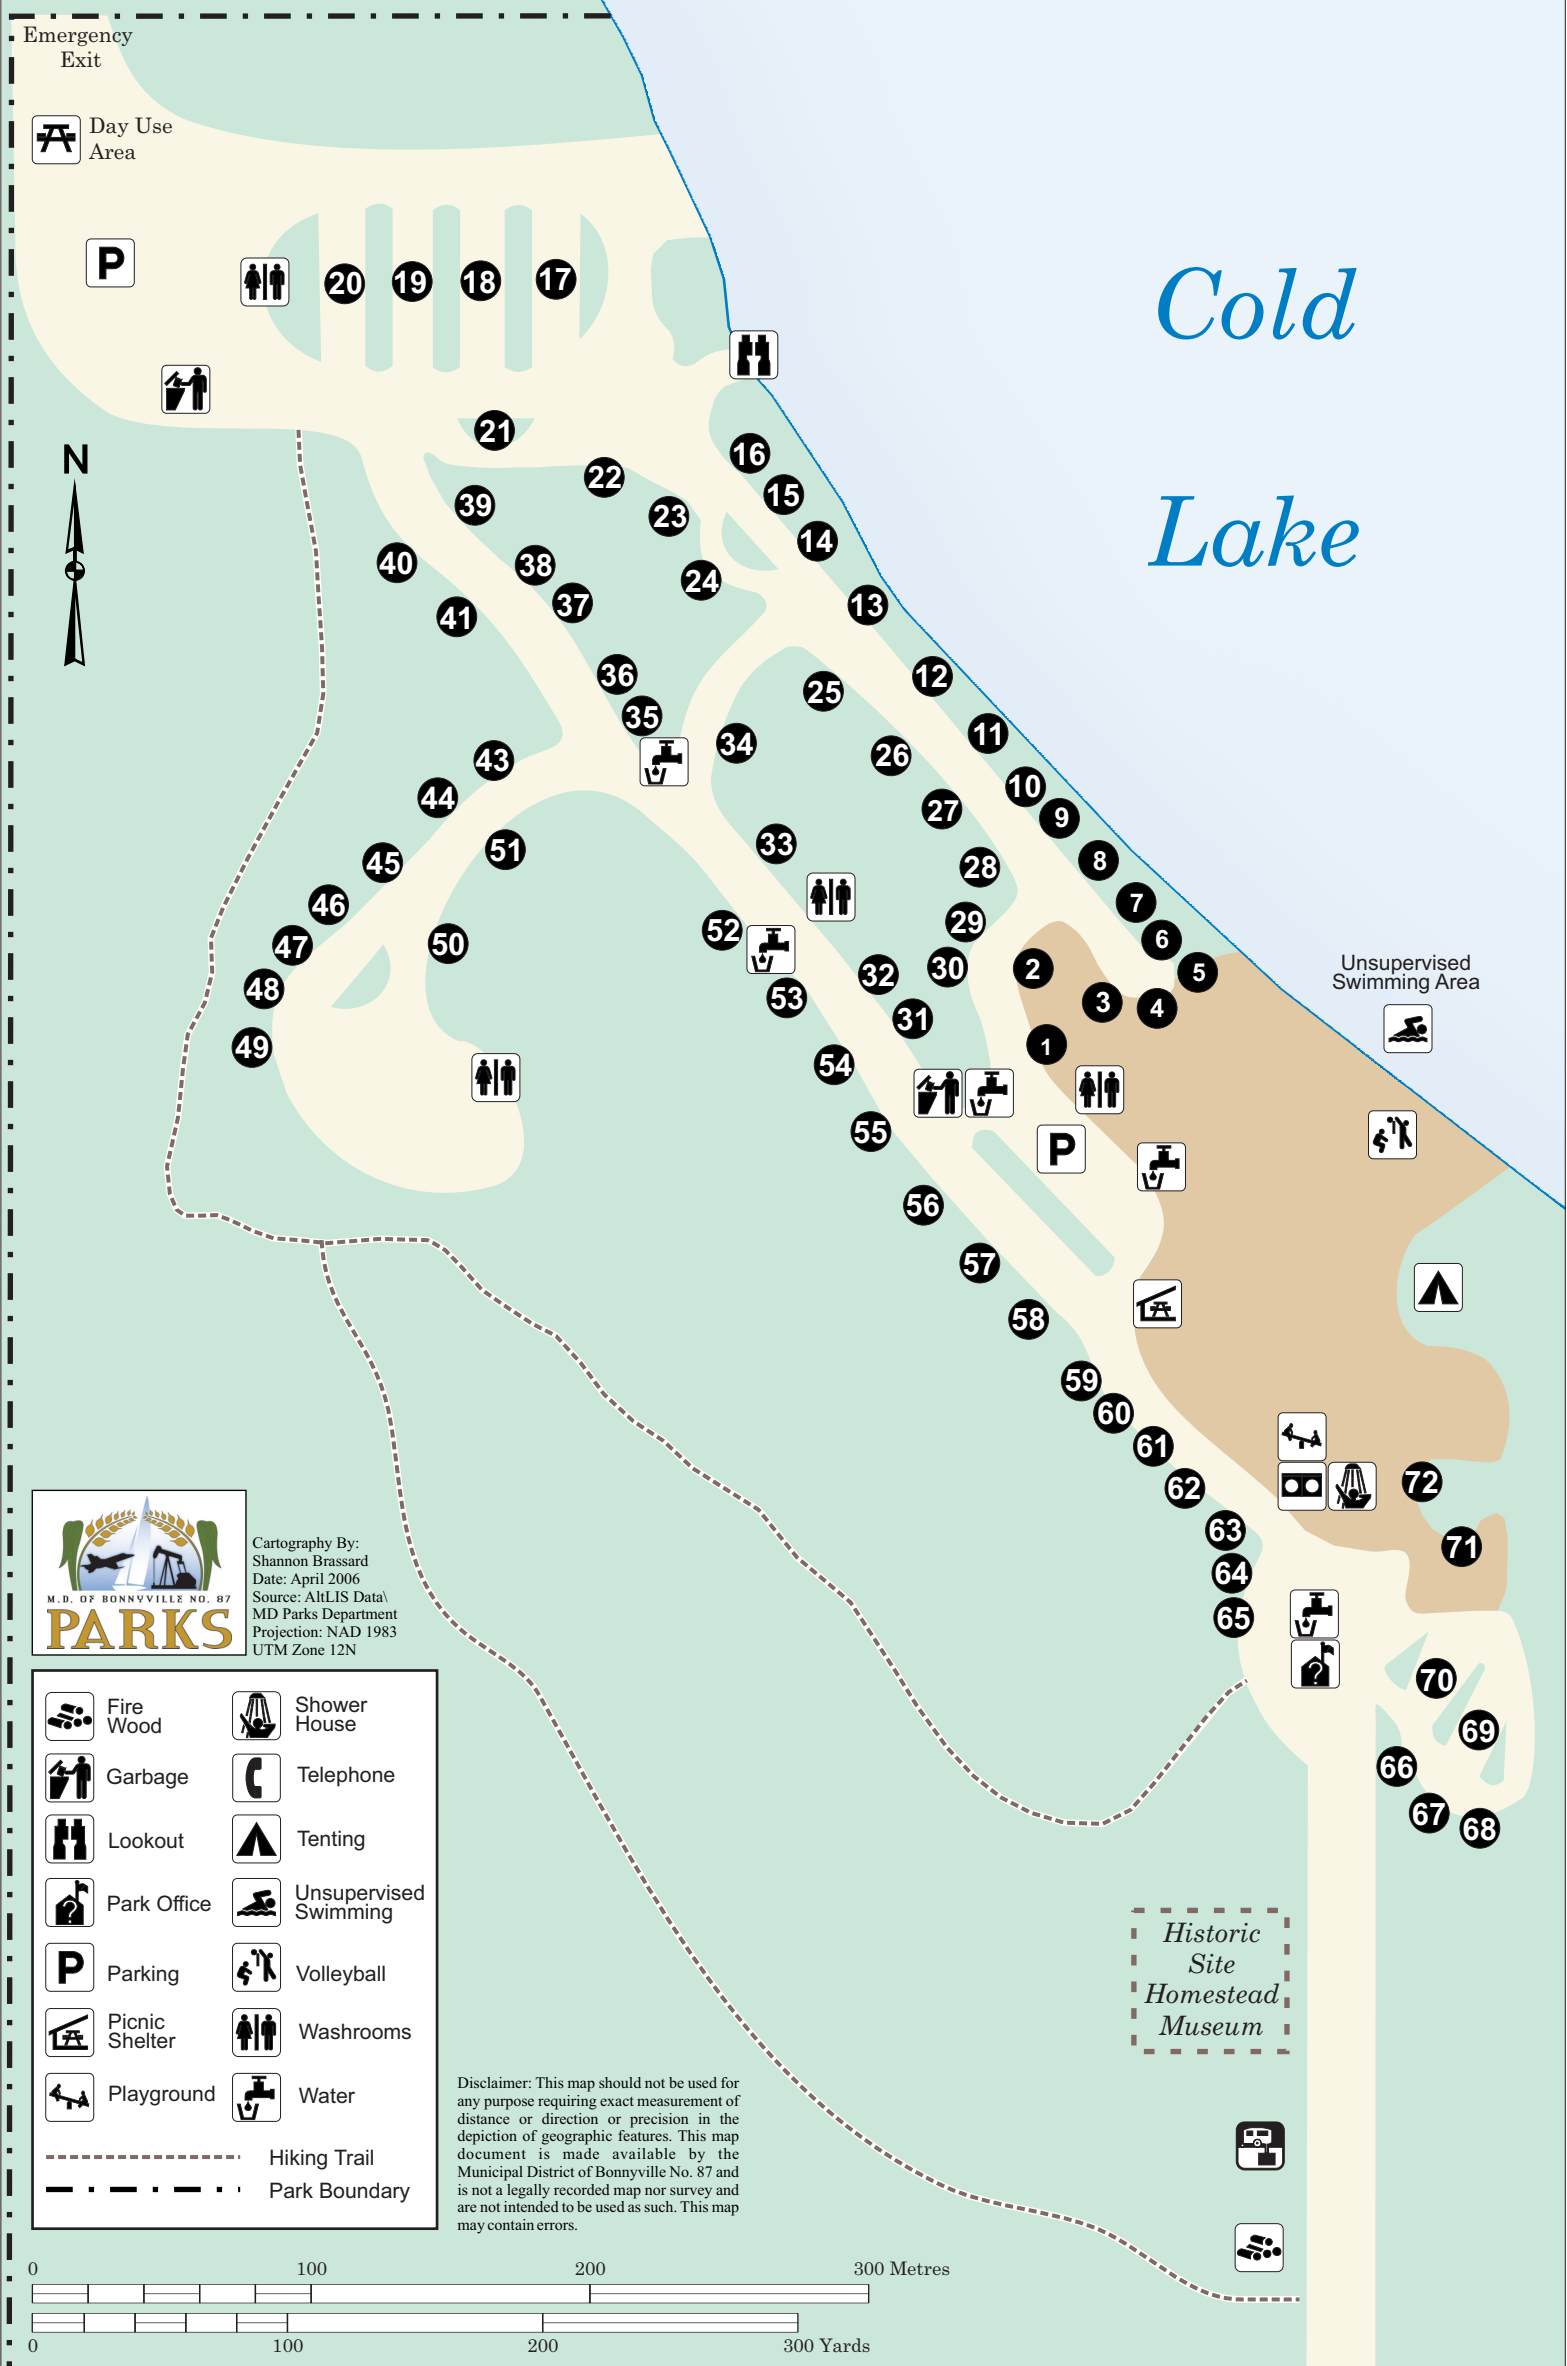 Emergency
Exit
Day Use
Area
P
20
19
18
17
Cold
Lake
N
21
16
22
15
39
23
14
40
38
24
13
37
41
36
12
25
35
11
34
26
43
10
44
27
9
33
8
51
45
28
7
46
29
52
6
47
50
30
2
5
32
48
53
3
4
31
49
1
54
Unsupervised
Swimming Area
55
P
56
57
58
59
60
61
62
72
63
71
64
65
70
69
66
67
68
?
M.D. OF BONNYVILLE NO. 87
PARKS
Cartography By:
Shannon Brassard
Date: April 2006
Source: AltLIS Data\
MD Parks Department
Projection: NAD 1983
UTM Zone 12N
Fire
Wood
Shower
House
Garbage
Telephone
Lookout
Tenting
?
Park Office
Unsupervised
Swimming
P
Parking
Volleyball
Picnic
Shelter
Washrooms
Playground
Water
Hiking Trail
Park Boundary
Historic
Site
Homestead
Museum
Disclaimer: This map should not be used for
any purpose requiring exact measurement of
distance or direction or precision in the
depiction of geographic features. This map
document is made available by the
Municipal District of Bonnyville No. 87 and
is not a legally recorded map nor survey and
are not intended to be used as such. This map
may contain errors.
0 100 200 300 Metres
0 100 200 300 Yards